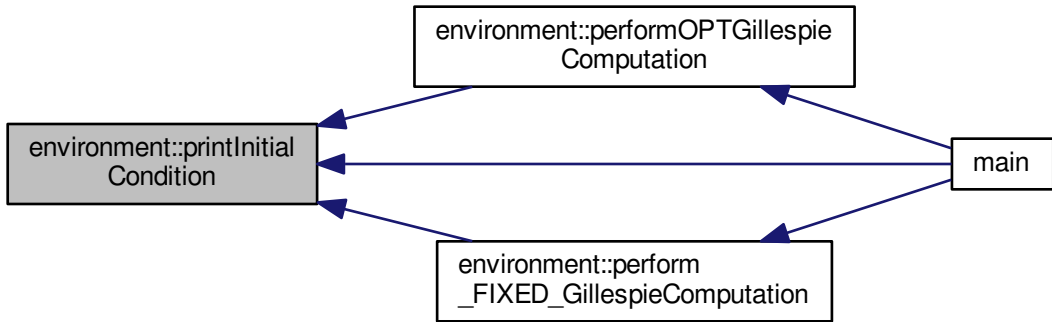 environment::performOPTGillespie
Computation
environment::printInitial
Condition
main
environment::perform
_FIXED_GillespieComputation